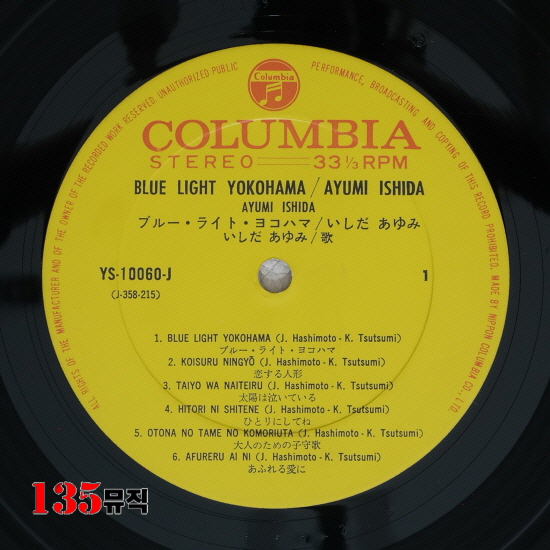 ALL RIGHTS OF THE MANUFACTURER AND OF THE OWNER OF THE RECORDED WORK RESERVED. UNAUTHORIZED PUBLIC PERFORMANCE, BROADCASTING AND COPYING OF THIS RECORD PROHIBITED. MADE BY NIPPON COLUMBIA CO., LTD.
Columbia
COLUMBIA
STEREO 33 1/3 RPM
BLUE LIGHT YOKOHAMA / AYUMI ISHIDA
AYUMI ISHIDA
ブルー・ライト・ヨコハマ/いしだ あゆみ
いしだ あゆみ/歌
YS-10060-J 1
(J-358-215)
1. BLUE LIGHT YOKOHAMA (J. Hashimoto - K. Tsutsumi)
ブルー・ライト・ヨコハマ
2. KOISURU NINGYŌ (J. Hashimoto - K. Tsutsumi)
恋する人形
3. TAIYO WA NAITEIRU (J. Hashimoto - K. Tsutsumi)
太陽は泣いている
4. HITORI NI SHITENE (J. Hashimoto - K. Tsutsumi)
ひとりにしてね
5. OTONA NO TAME NO KOMORIUTA (J. Hashimoto - K. Tsutsumi)
大人のための子守歌
6. AFURERU AI NI (J. Hashimoto - K. Tsutsumi)
あふれる愛に
135뮤직